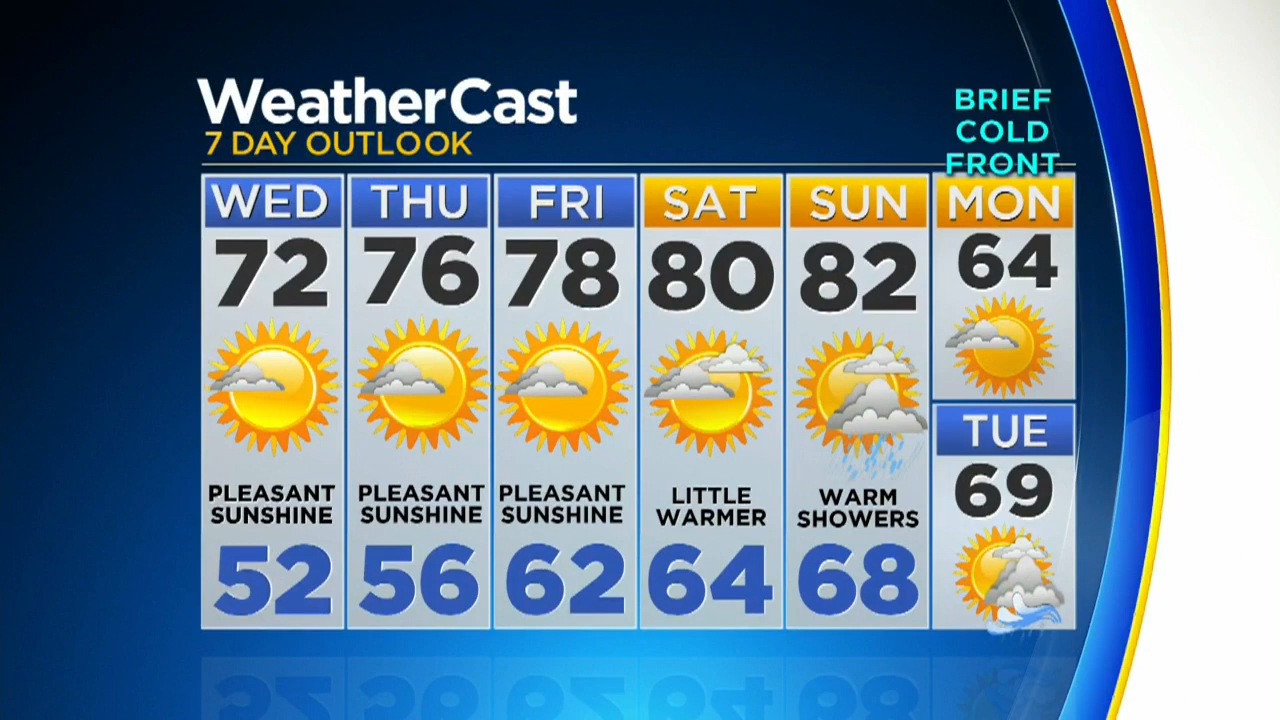 WeatherCast
7 DAY OUTLOOK
BRIEF
COLD
FRONT
WED
72
PLEASANT
SUNSHINE
52
THU
76
PLEASANT
SUNSHINE
56
FRI
78
PLEASANT
SUNSHINE
62
SAT
80
LITTLE
WARMER
64
SUN
82
WARM
SHOWERS
68
MON
64
TUE
69